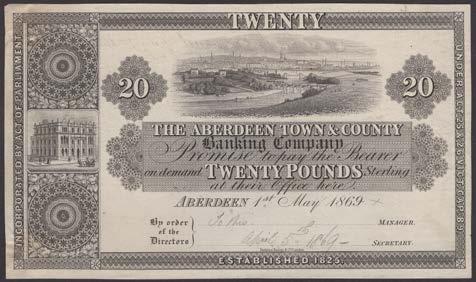 TWENTY
INCORPORATED BY ACT OF PARLIAMENT
20
20
THE ABERDEEN TOWN & COUNTY
Banking Company
Promise to pay the Bearer
on demand TWENTY POUNDS Sterling
at their Office here.
ABERDEEN 1st May 1869
By order
of the
Directors
MANAGER.
April 1869
SECRETARY.
ESTABLISHED 1825.